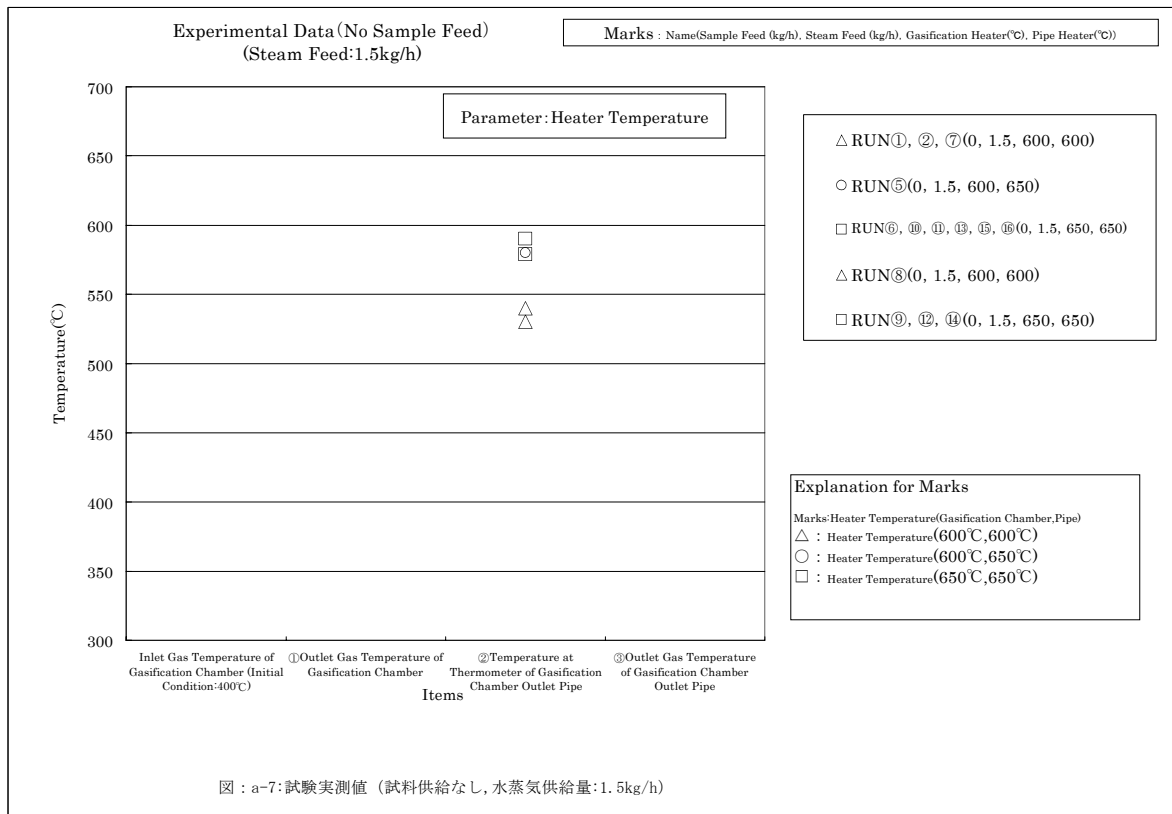 Experimental Data(No Sample Feed)
(Steam Feed:1.5kg/h)
Marks : Name(Sample Feed (kg/h), Steam Feed (kg/h), Gasification Heater(℃), Pipe Heater(℃))
Parameter:Heater Temperature
700
650
600
550
500
450
400
350
300
Temperature(℃)
Inlet Gas Temperature of
Gasification Chamber (Initial
Condition:400℃)
①Outlet Gas Temperature of
Gasification Chamber
②Temperature at
Thermometer of Gasification
Chamber Outlet Pipe
③Outlet Gas Temperature
of Gasification Chamber
Outlet Pipe
Items
△ RUN①, ②, ⑦(0, 1.5, 600, 600)
○ RUN⑤(0, 1.5, 600, 650)
□ RUN⑥, ⑩, ⑪, ⑬, ⑮, ⑯(0, 1.5, 650, 650)
△ RUN⑧(0, 1.5, 600, 600)
□ RUN⑨, ⑫, ⑭(0, 1.5, 650, 650)
Explanation for Marks
Marks:Heater Temperature(Gasification Chamber,Pipe)
△ : Heater Temperature(600℃,600℃)
○ : Heater Temperature(600℃,650℃)
□ : Heater Temperature(650℃,650℃)
図：a-7:試験実測値（試料供給なし,水蒸気供給量:1.5kg/h）